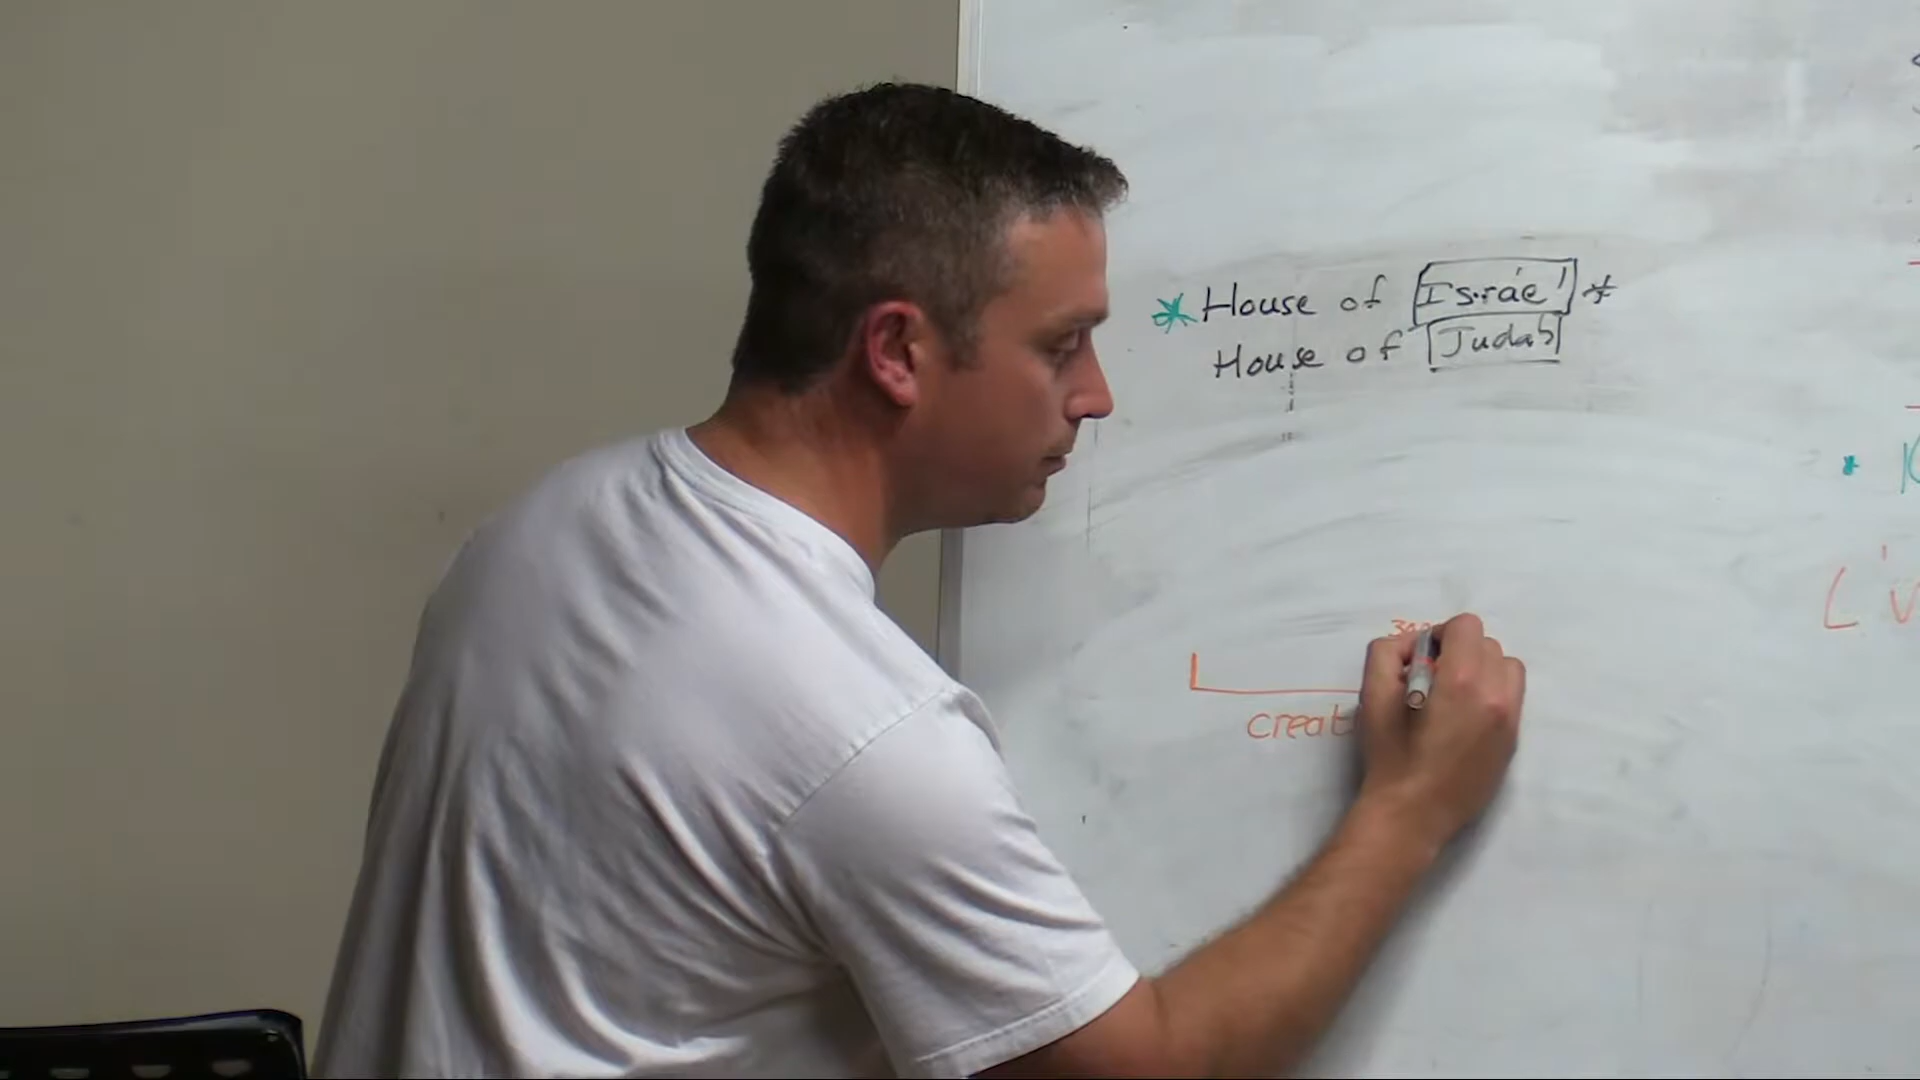 * House of Israel *
House of Judah
creat